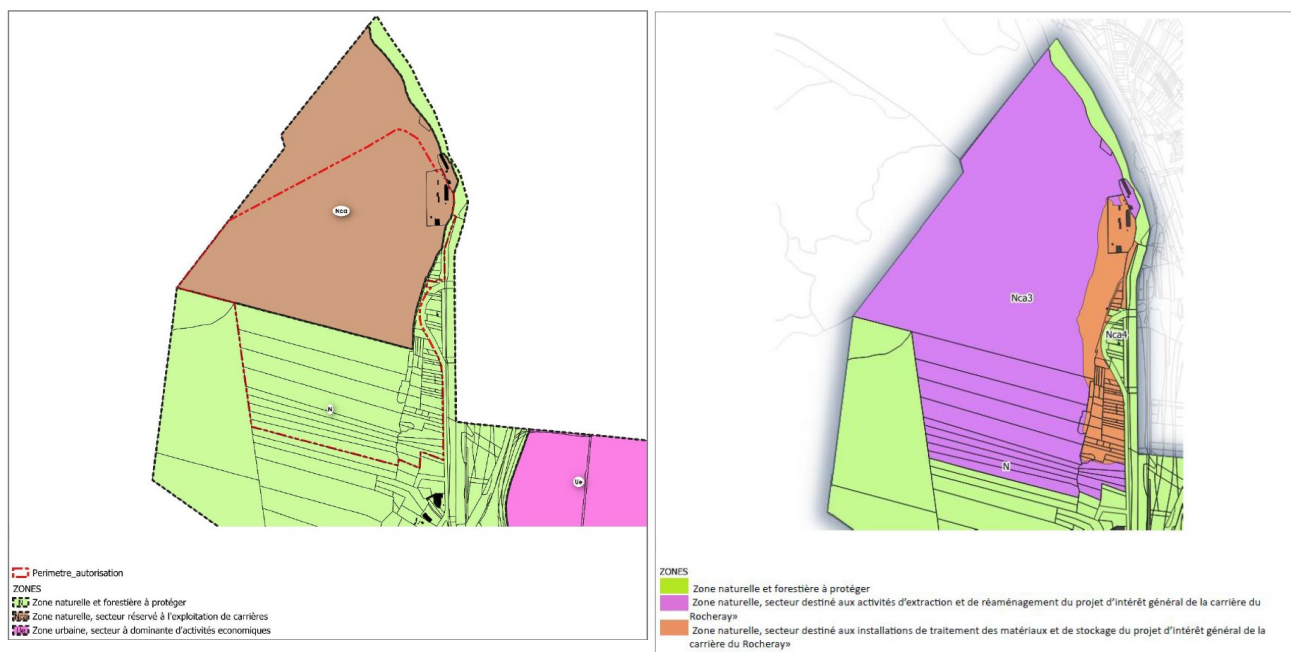 Nca
N
Ue
Perimetre_autorisation
ZONES
Zone naturelle et forestière à protéger
Zone naturelle, secteur réservé à l'exploitation de carrières
Zone urbaine, secteur à dominante d'activités economiques
Nca3
Nca4
N
ZONES
Zone naturelle et forestière à protéger
Zone naturelle, secteur destiné aux activités d'extraction et de réaménagement du projet d'intérêt général de la carrière du
Rocheray»
Zone naturelle, secteur destiné aux installations de traitement des matériaux et de stockage du projet d'intérêt général de la
carrière du Rocheray»